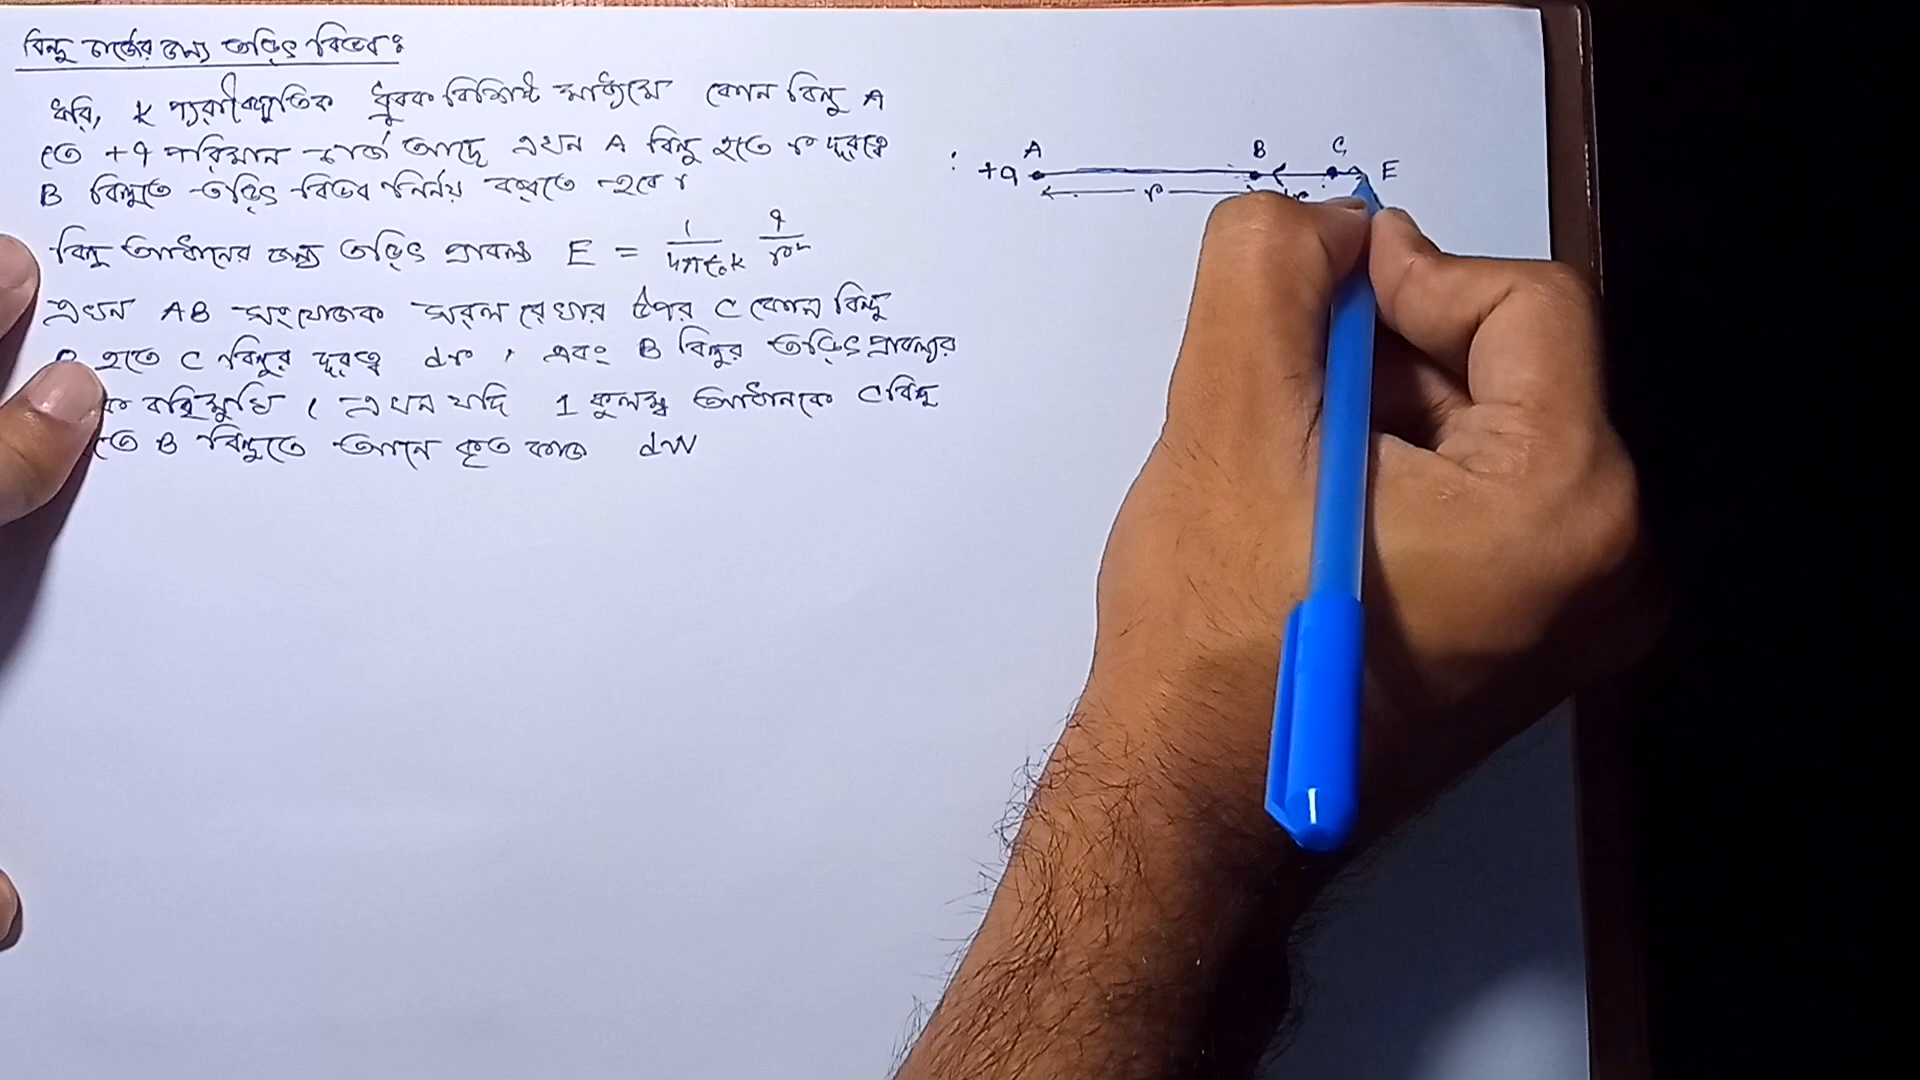 বিন্দু চার্জের জন্য তড়িৎ বিভবঃ
ধরি, K পরাবৈদ্যুতিক ধ্রুবক বিশিষ্ট মাধ্যমে কোন বিন্দু A
তে +q পরিমান চার্জ আছে এখন A বিন্দু হতে r দূরত্বে
B বিন্দুতে তড়িৎ বিভব নির্নয় করতে হবে।
বিন্দু আধানের জন্য তড়িৎ প্রাবল্য E = 1/4πε₀k q/r²
এখন AB সংযোজক সরল রেখার উপর C কোন বিন্দু
হতে C বিন্দুর দূরত্ব dr, এবং B বিন্দুর তড়িৎ প্রাবল্যর
বহিঃমুখি। এখন যদি 1 কুলম্ব আধানকে C বিন্দু
তে B বিন্দুতে আনে কৃত কাজ dW
A B C
+q E
r